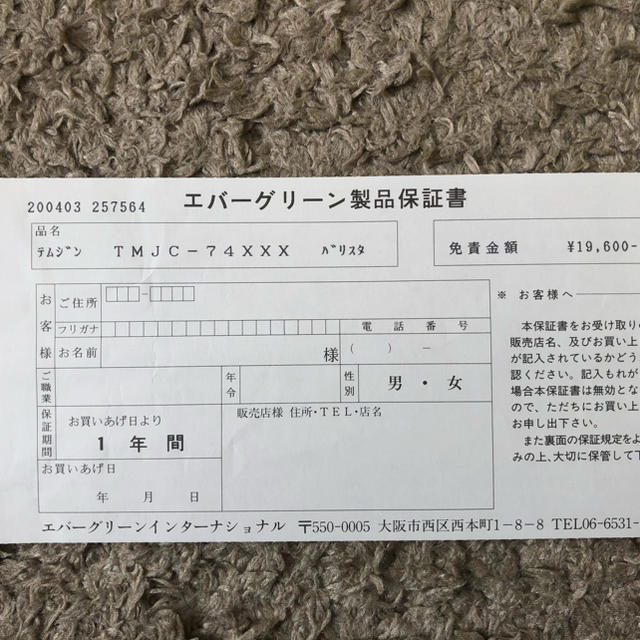 200403 257564 エバーグリーン製品保証書
品名
テムジン TMJC-74XXX バリスタ
免責金額 ¥19,600-
お客様
ご住所
フリガナ
電話番号
お名前 様 ( ) -
ご職業
年令
性別
男・女
保証期間
お買いあげ日より
1年間
販売店様 住所・TEL・店名
お買いあげ日
年 月 日
エバーグリーンインターナショナル 〒550-0005 大阪市西区西本町1-8-8 TEL06-6531-
※ お客様へ
本保証書をお受け取りの
販売店名、及びお買い上
が記入されているかどう
認ください。記入もれが
場合本保証書は無効とな
ので、ただちにお買い上
お申し出下さい。
また裏面の保証規定をよ
みの上、大切に保管して下